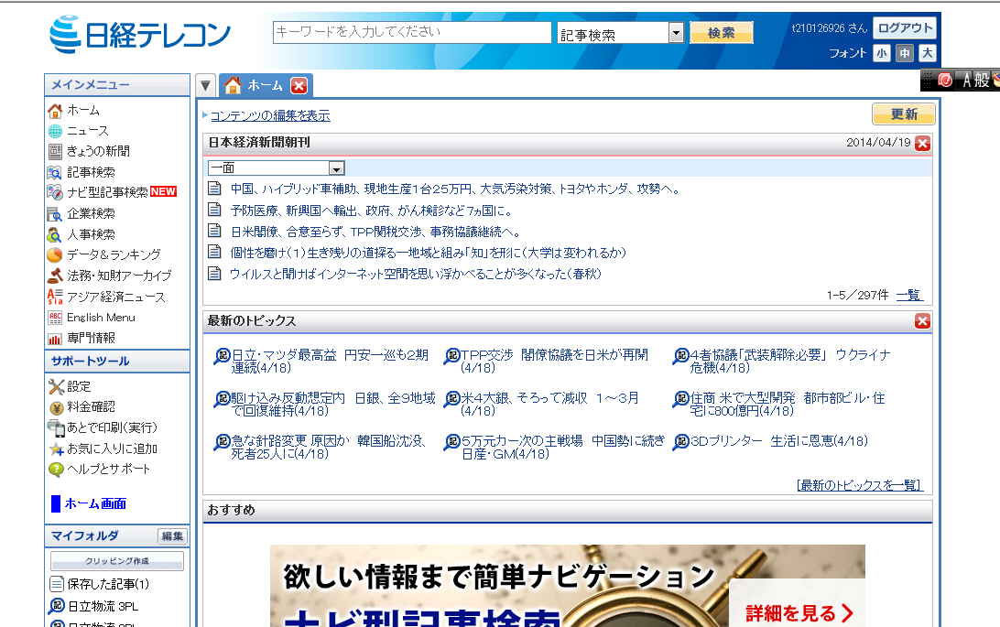 日経テレコン
キーワードを入力してください
記事検索
検索
t210126926 さん
ログアウト
フォント 小 中 大
A 般
メインメニュー
ホーム
ニュース
きょうの新聞
記事検索
ナビ型記事検索 NEW
企業検索
人事検索
データ&ランキング
法務・知財アーカイブ
アジア経済ニュース
English Menu
専門情報
サポートツール
設定
料金確認
あとで印刷(実行)
お気に入りに追加
ヘルプとサポート
ホーム画面
マイフォルダ
編集
クリッピング作成
保存した記事(1)
日立物流 3PL
日立物流 3PL
▼
ホーム
コンテンツの編集を表示
更新
日本経済新聞朝刊
2014/04/19
一面
中国、ハイブリッド車補助、現地生産1台25万円、大気汚染対策、トヨタやホンダ、攻勢へ。
予防医療、新興国へ輸出、政府、がん検診など7ヵ国に。
日米閣僚、合意至らず、TPP関税交渉、事務協議継続へ。
個性を磨け(1)生き残りの道探る―地域と組み「知」を形に(大学は変われるか)
ウイルスと聞けばインターネット空間を思い浮かべることが多くなった(春秋)
1-5/297件 一覧
最新のトピックス
日立・マツダ最高益 円安一巡も2期
連続(4/18)
TPP交渉 閣僚協議を日米が再開
(4/18)
4者協議「武装解除必要」 ウクライナ
危機(4/18)
駆け込み反動想定内 日銀、全9地域
で回復維持(4/18)
米4大銀、そろって減収 1~3月
(4/18)
住商 米で大型開発 都市部ビル・住
宅に800億円(4/18)
急な針路変更 原因か 韓国船沈没、
死者25人に(4/18)
5万元カー次の主戦場 中国勢に続き
日産・GM(4/18)
3Dプリンター 生活に恩恵(4/18)
[最新のトピックスを一覧]
おすすめ
欲しい情報まで簡単ナビゲーション
ナビ型記事検索
詳細を見る